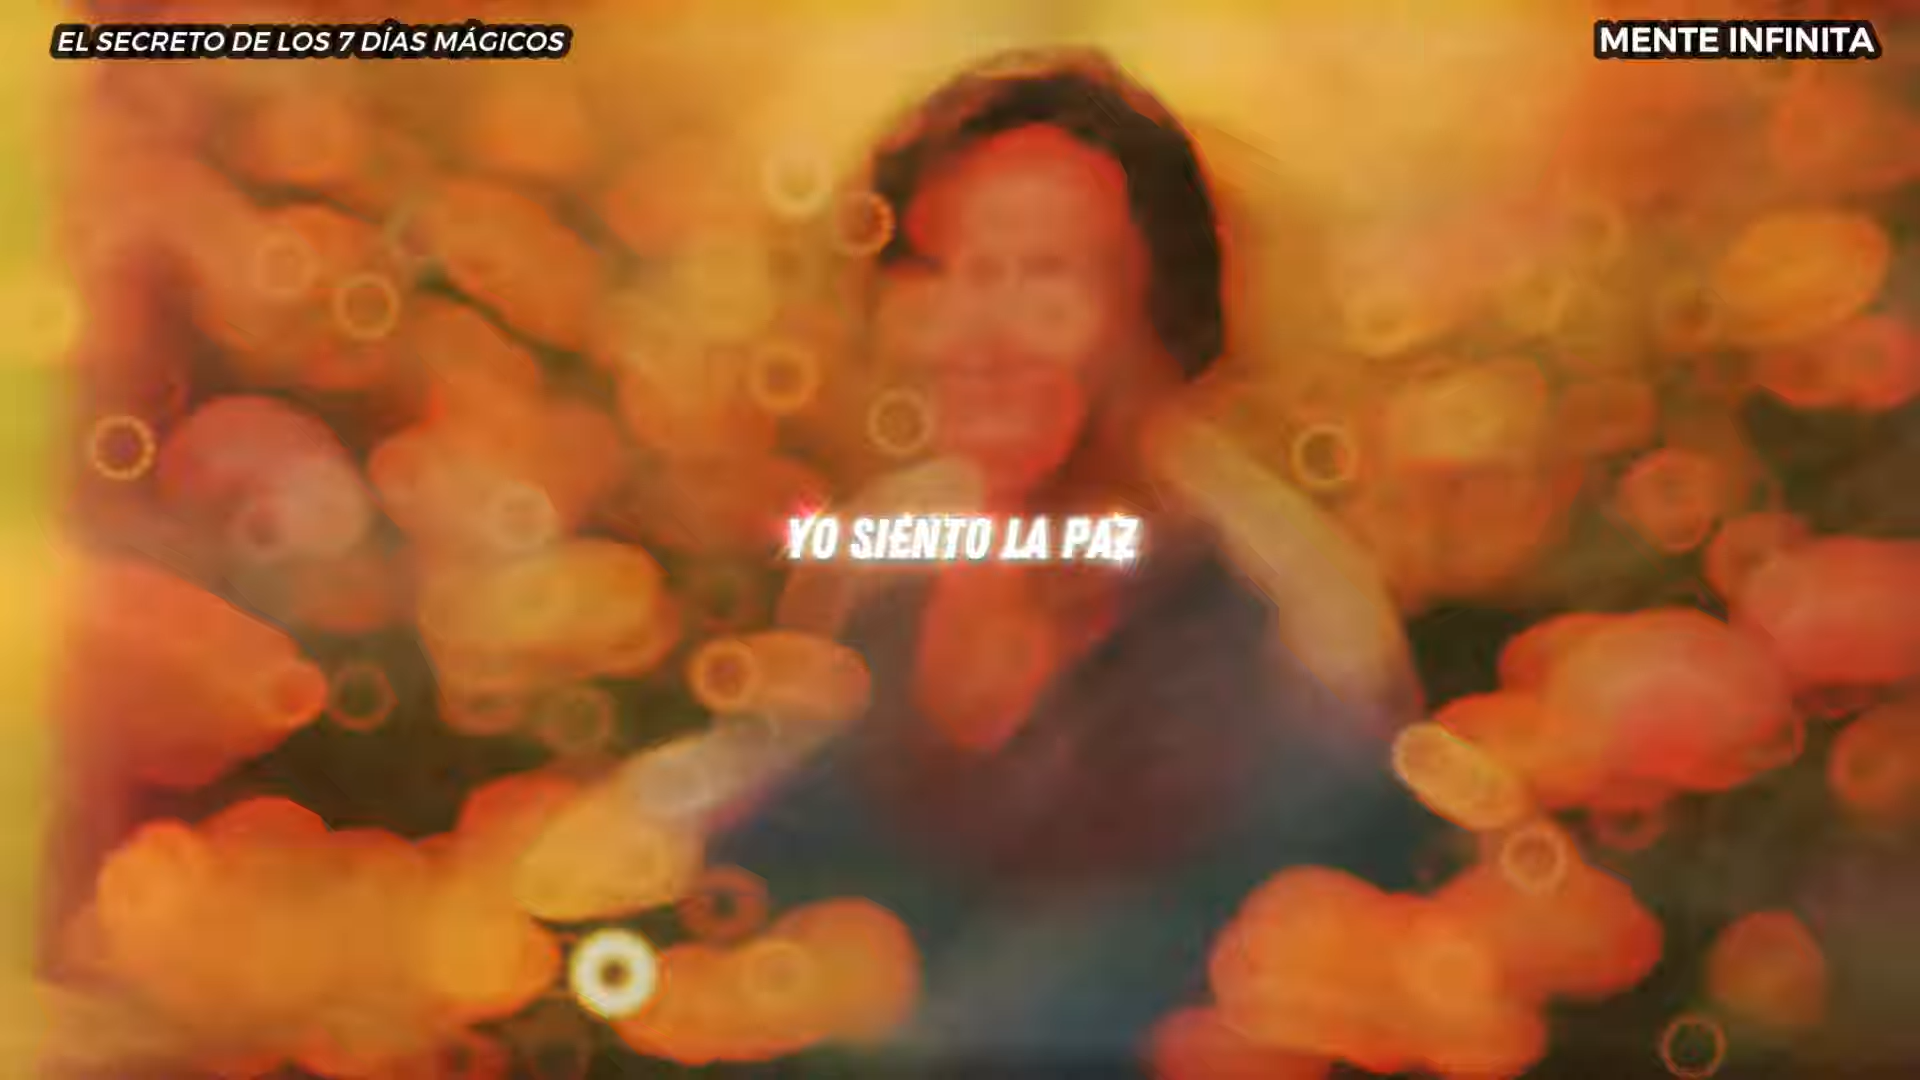 EL SECRETO DE LOS 7 DÍAS MÁGICOS
MENTE INFINITA
YO SIENTO LA PAZ